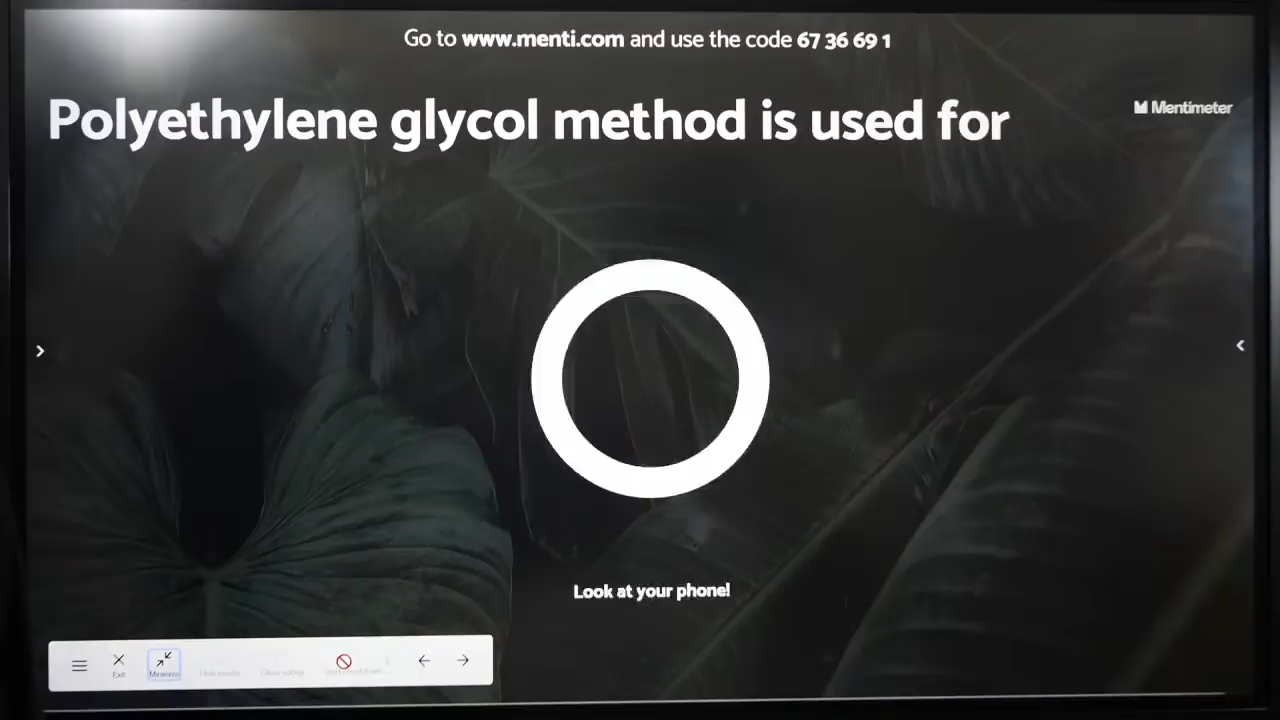 Go to www.menti.com and use the code 67 36 69 1
Polyethylene glycol method is used for
Mentimeter
Look at your phone!
Exit
Minimize